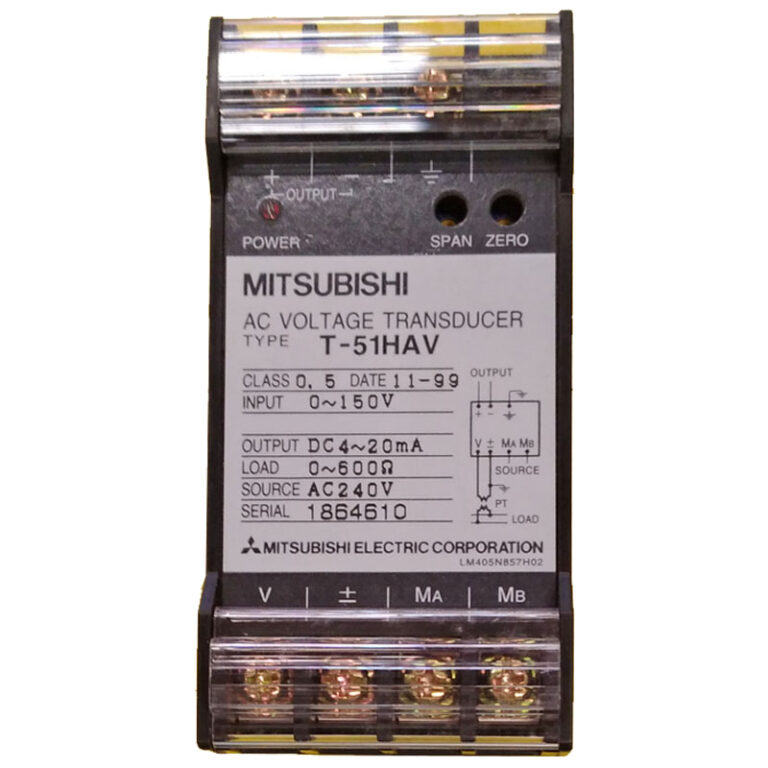 + −
OUTPUT
POWER SPAN ZERO
MITSUBISHI
AC VOLTAGE TRANSDUCER
TYPE T-51HAV
CLASS 0.5 DATE 11-99
INPUT 0~150V
OUTPUT DC4~20mA
LOAD 0~600Ω
SOURCE AC240V
SERIAL 1864610
OUTPUT
+ −
V ± MA MB
SOURCE
PT
LOAD
MITSUBISHI ELECTRIC CORPORATION
LM405N857H02
V ± MA MB